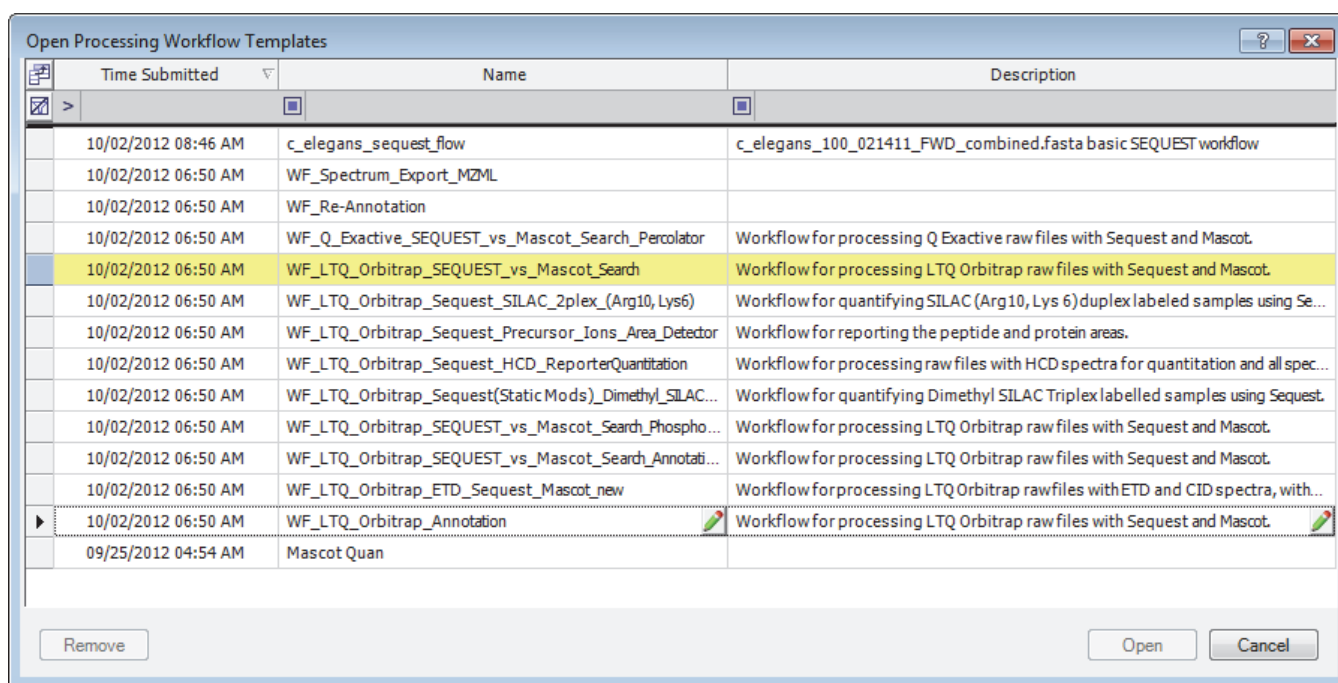 Open Processing Workflow Templates
Time Submitted Name Description
>
10/02/2012 08:46 AM c_elegans_sequest_flow c_elegans_100_021411_FWD_combined.fasta basic SEQUEST workflow
10/02/2012 06:50 AM WF_Spectrum_Export_MZML
10/02/2012 06:50 AM WF_Re-Annotation
10/02/2012 06:50 AM WF_Q_Exactive_SEQUEST_vs_Mascot_Search_Percolator Workflow for processing Q Exactive raw files with Sequest and Mascot.
10/02/2012 06:50 AM WF_LTQ_Orbitrap_SEQUEST_vs_Mascot_Search Workflow for processing LTQ Orbitrap raw files with Sequest and Mascot.
10/02/2012 06:50 AM WF_LTQ_Orbitrap_Sequest_SILAC_2plex_(Arg10, Lys6) Workflow for quantifying SILAC (Arg10, Lys 6) duplex labeled samples using Se...
10/02/2012 06:50 AM WF_LTQ_Orbitrap_Sequest_Precursor_Ions_Area_Detector Workflow for reporting the peptide and protein areas.
10/02/2012 06:50 AM WF_LTQ_Orbitrap_Sequest_HCD_ReporterQuantitation Workflow for processing raw files with HCD spectra for quantitation and all spec...
10/02/2012 06:50 AM WF_LTQ_Orbitrap_Sequest(Static Mods)_Dimethyl_SILAC... Workflow for quantifying Dimethyl SILAC Triplex labelled samples using Sequest.
10/02/2012 06:50 AM WF_LTQ_Orbitrap_SEQUEST_vs_Mascot_Search_Phospho... Workflow for processing LTQ Orbitrap raw files with Sequest and Mascot.
10/02/2012 06:50 AM WF_LTQ_Orbitrap_SEQUEST_vs_Mascot_Search_Annotati... Workflow for processing LTQ Orbitrap raw files with Sequest and Mascot.
10/02/2012 06:50 AM WF_LTQ_Orbitrap_ETD_Sequest_Mascot_new Workflow for processing LTQ Orbitrap raw files with ETD and CID spectra, with...
10/02/2012 06:50 AM WF_LTQ_Orbitrap_Annotation Workflow for processing LTQ Orbitrap raw files with Sequest and Mascot.
09/25/2012 04:54 AM Mascot Quan
Remove Open Cancel